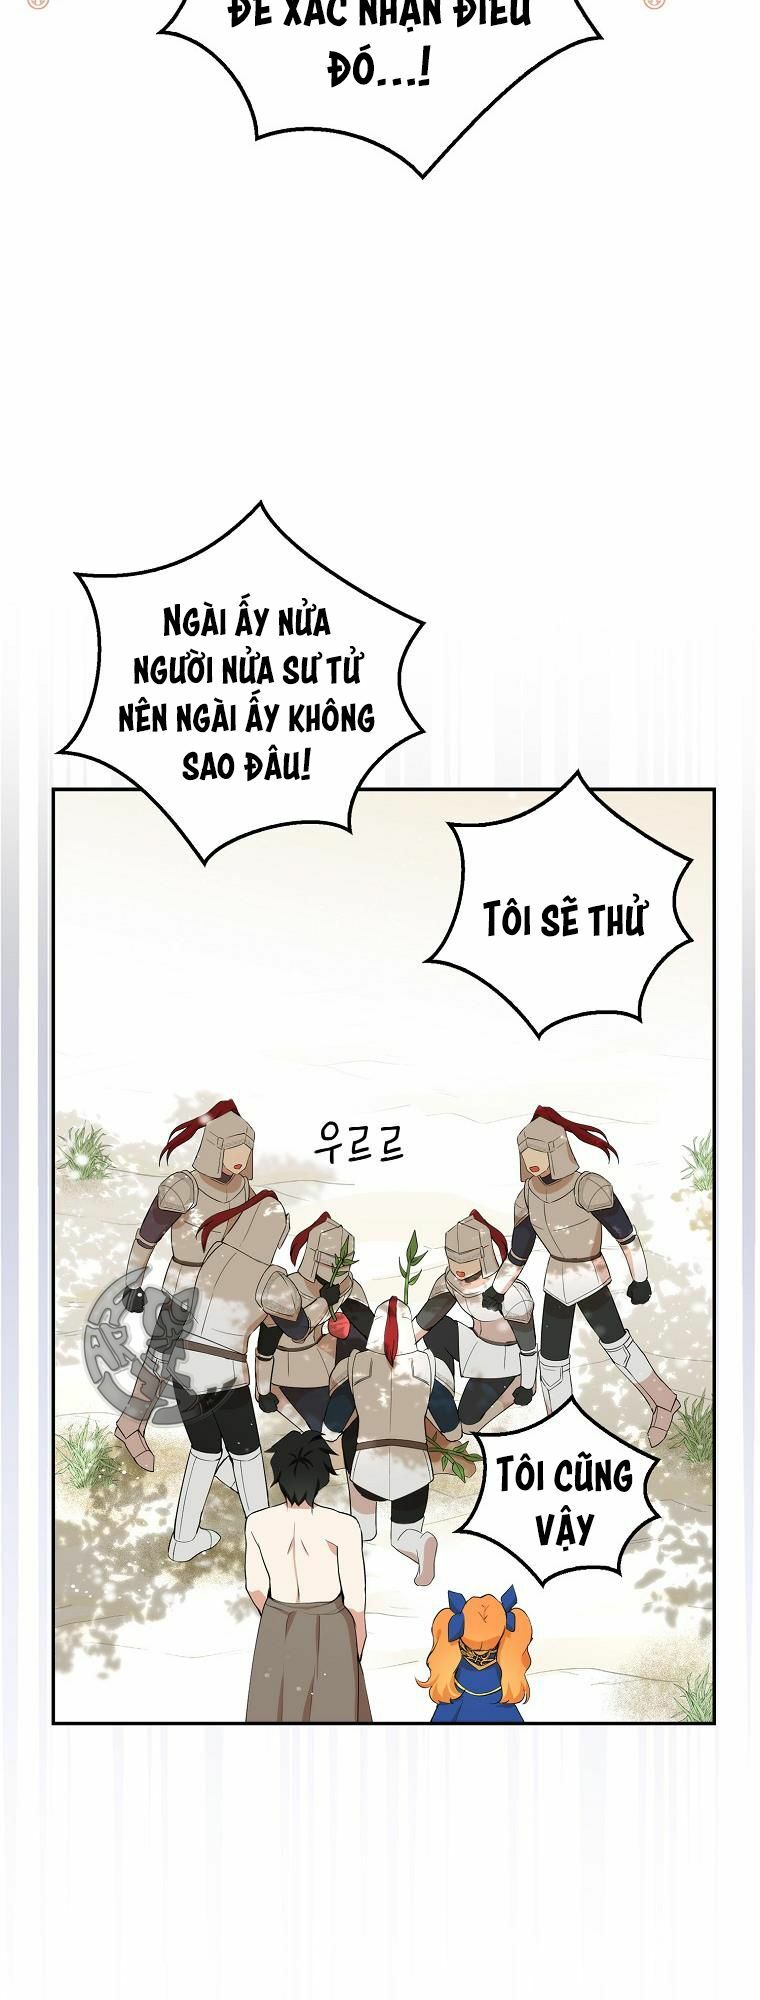 ĐỂ XÁC NHẬN ĐIỀU
ĐÓ...!
NGÀI ẤY NỬA
NGƯỜI NỬA SƯ TỬ
NÊN NGÀI ẤY KHÔNG
SAO ĐÂU!
TÔI SẼ THỬ
우르르
TÔI CŨNG
VẬY